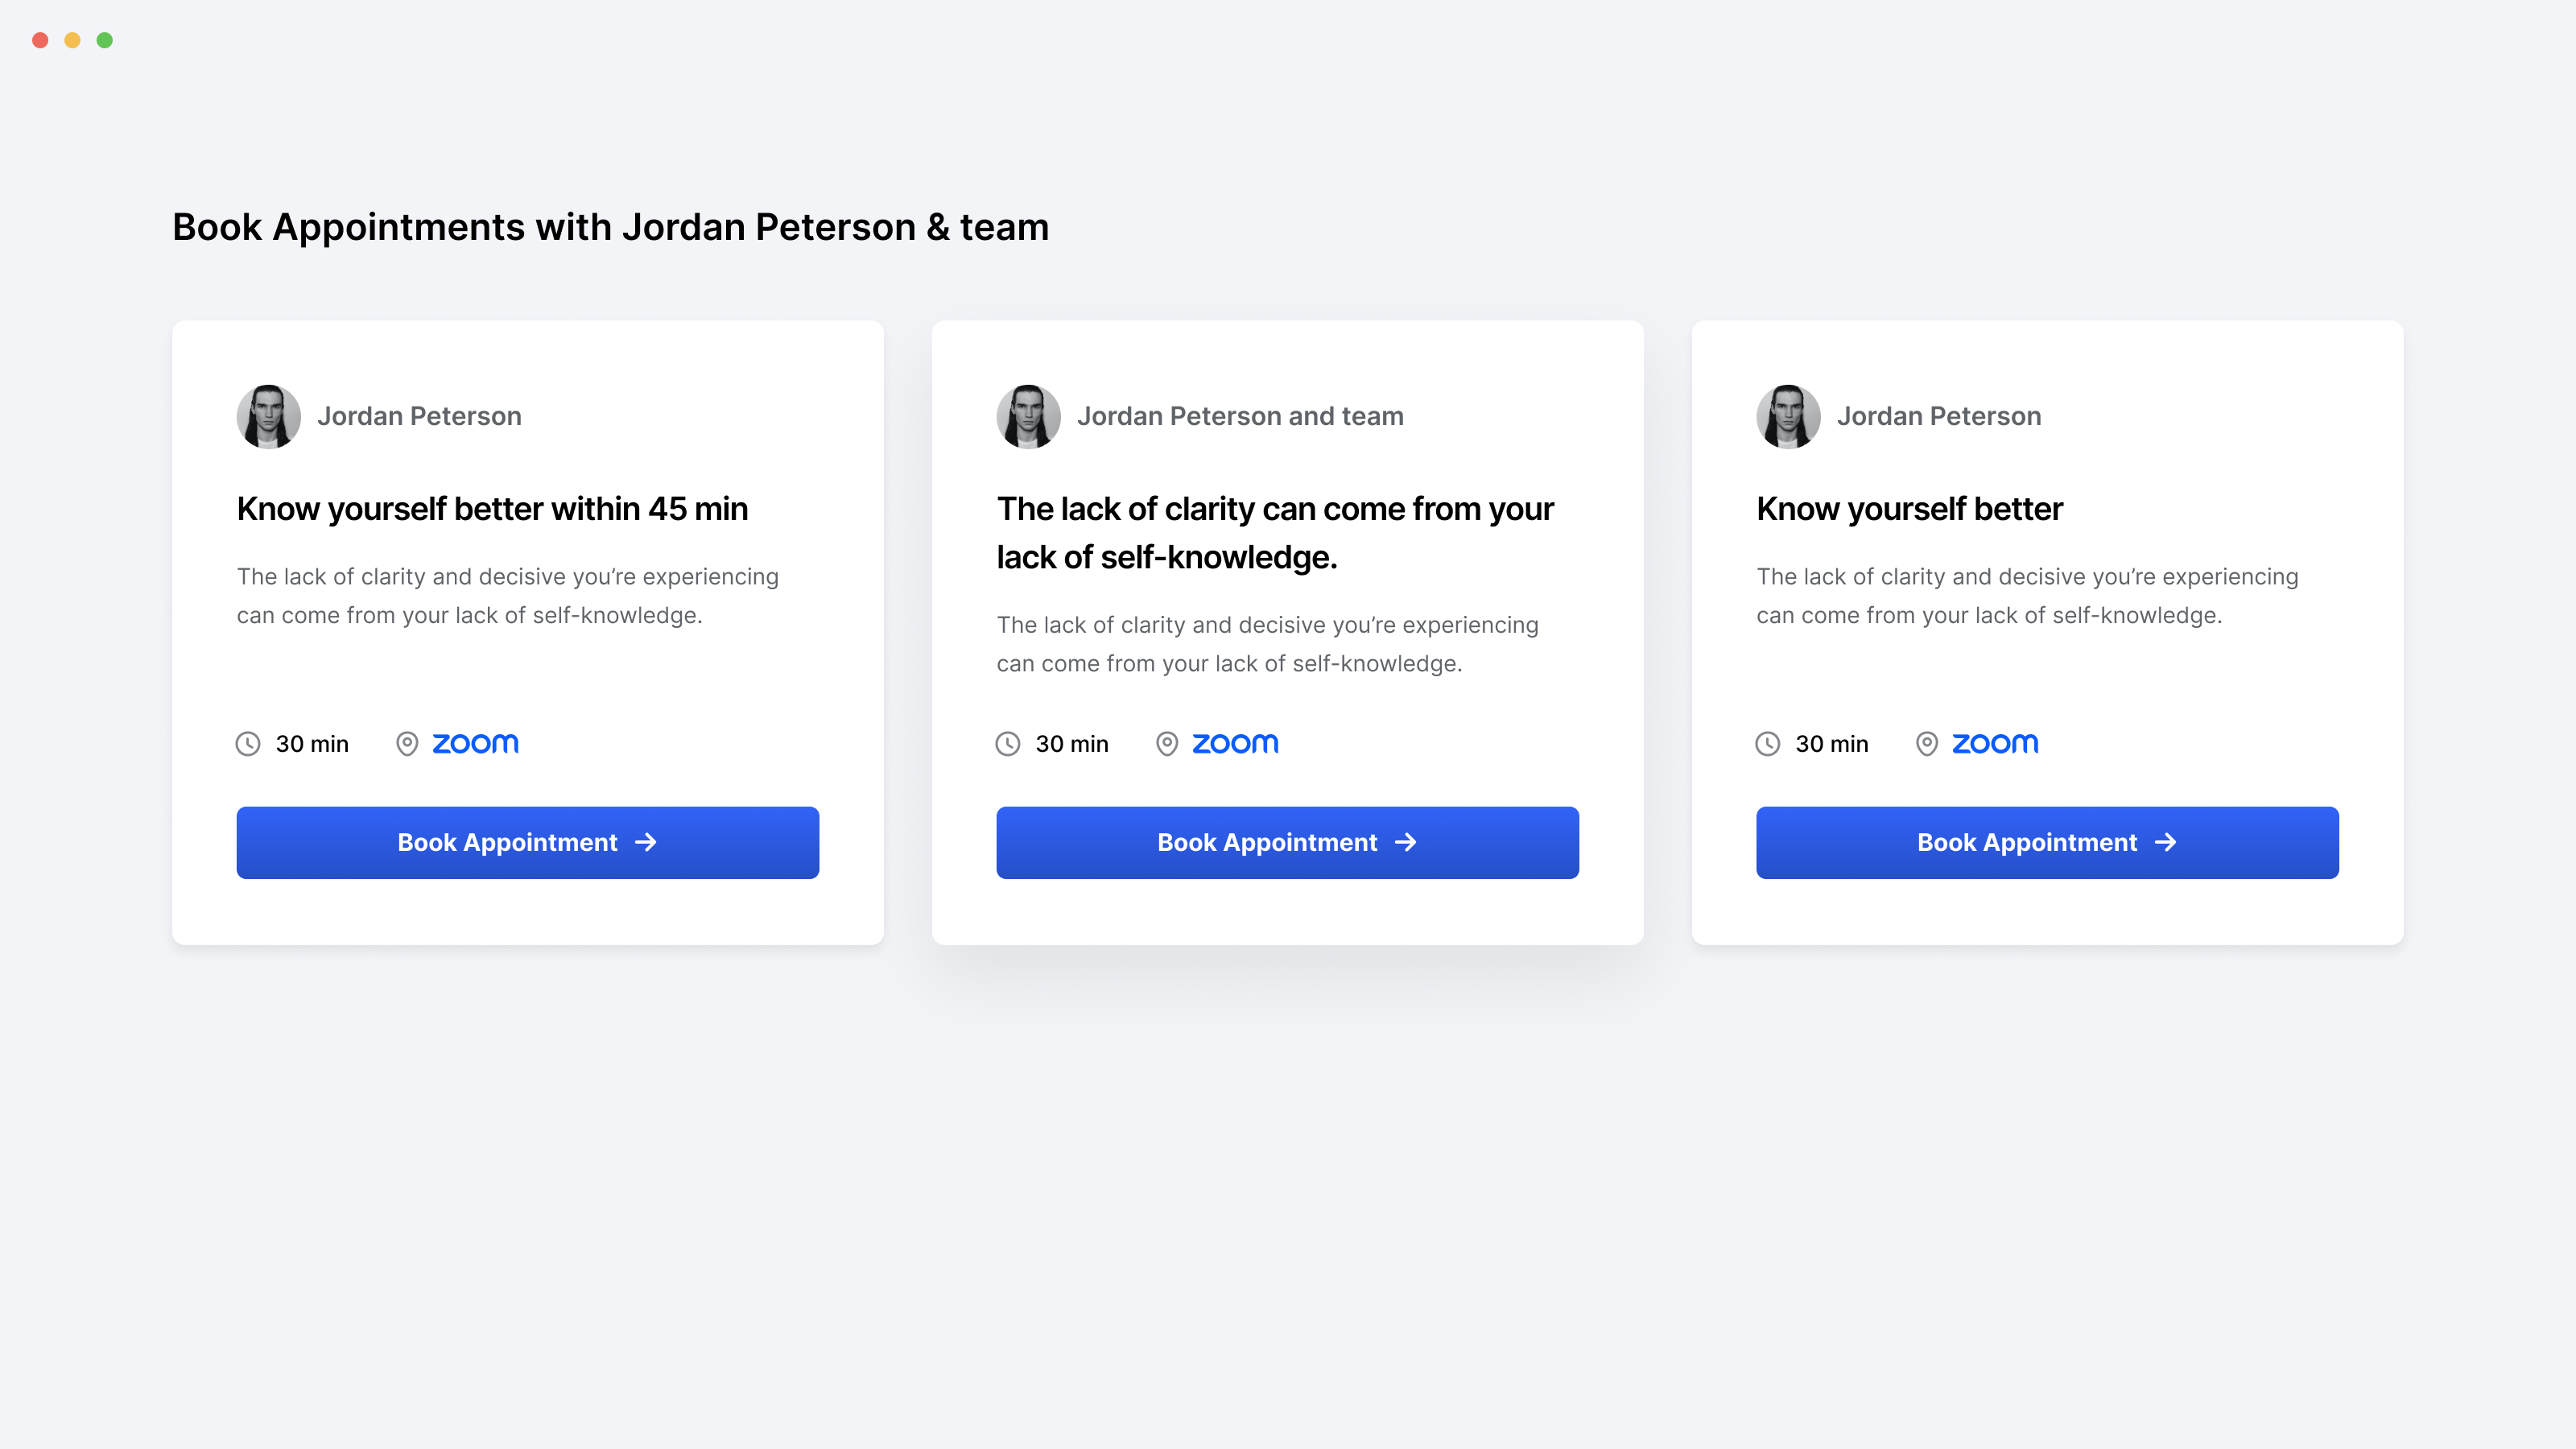 Book Appointments with Jordan Peterson & team
Jordan Peterson
Know yourself better within 45 min
The lack of clarity and decisive you’re experiencing
can come from your lack of self-knowledge.
30 min
zoom
Book Appointment
Jordan Peterson and team
The lack of clarity can come from your
lack of self-knowledge.
The lack of clarity and decisive you’re experiencing
can come from your lack of self-knowledge.
30 min
zoom
Book Appointment
Jordan Peterson
Know yourself better
The lack of clarity and decisive you’re experiencing
can come from your lack of self-knowledge.
30 min
zoom
Book Appointment